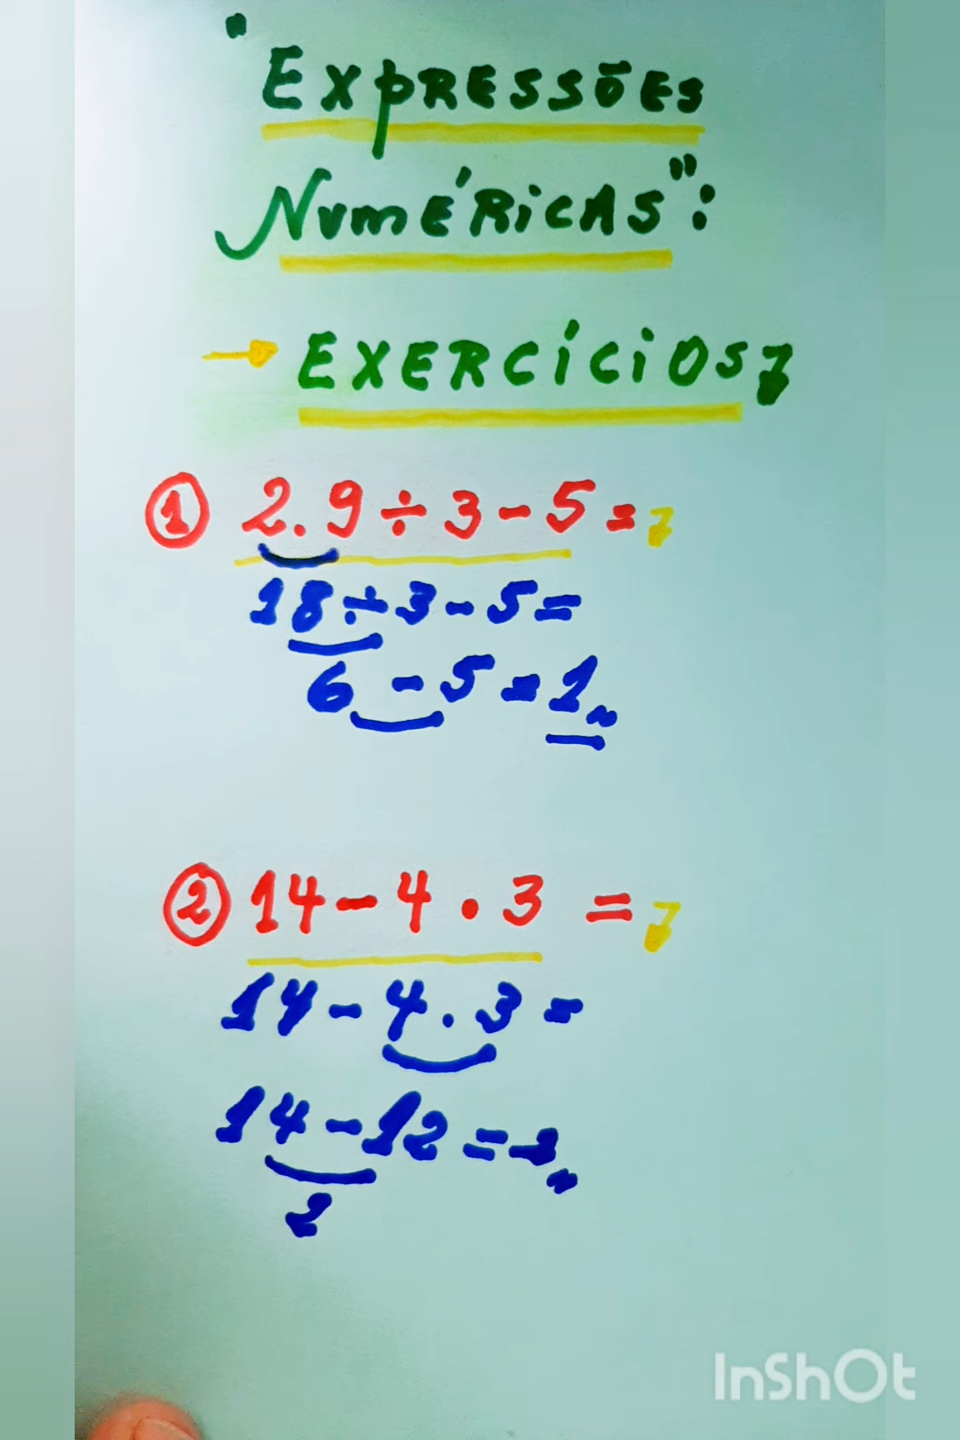 "EXPRESSÕES
NUMÉRICAS":
EXERCÍCIOS
1 2.9÷3-5=
18÷3-5=
6-5=1
2 14-4.3=
14-4.3=
14-12=2
2
InShOt